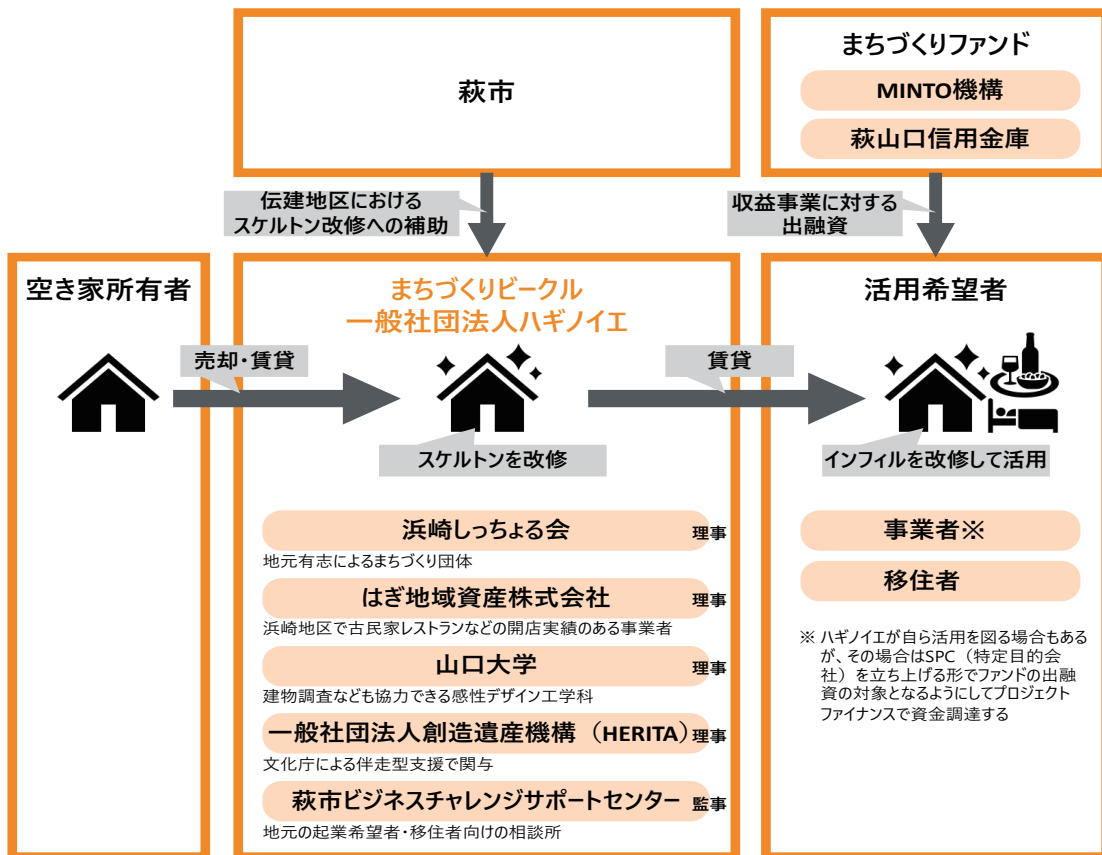 萩市
まちづくりファンド
MINTO機構
萩山口信用金庫
伝建地区における
スケルトン改修への補助
収益事業に対する
出融資
空き家所有者
まちづくりビークル
一般社団法人ハギノイエ
活用希望者
売却・賃貸
賃貸
スケルトンを改修
インフィルを改修して活用
浜崎しっちょる会 理事
地元有志によるまちづくり団体
はぎ地域資産株式会社 理事
浜崎地区で古民家レストランなどの開店実績のある事業者
山口大学 理事
建物調査なども協力できる感性デザイン工学科
一般社団法人創造遺産機構（HERITA） 理事
文化庁による伴走型支援で関与
萩市ビジネスチャレンジサポートセンター 監事
地元の起業希望者・移住者向けの相談所
事業者※
移住者
※ ハギノイエが自ら活用を図る場合もある
が、その場合はSPC（特定目的会
社）を立ち上げる形でファンドの出融
資の対象となるようにしてプロジェクト
ファイナンスで資金調達する